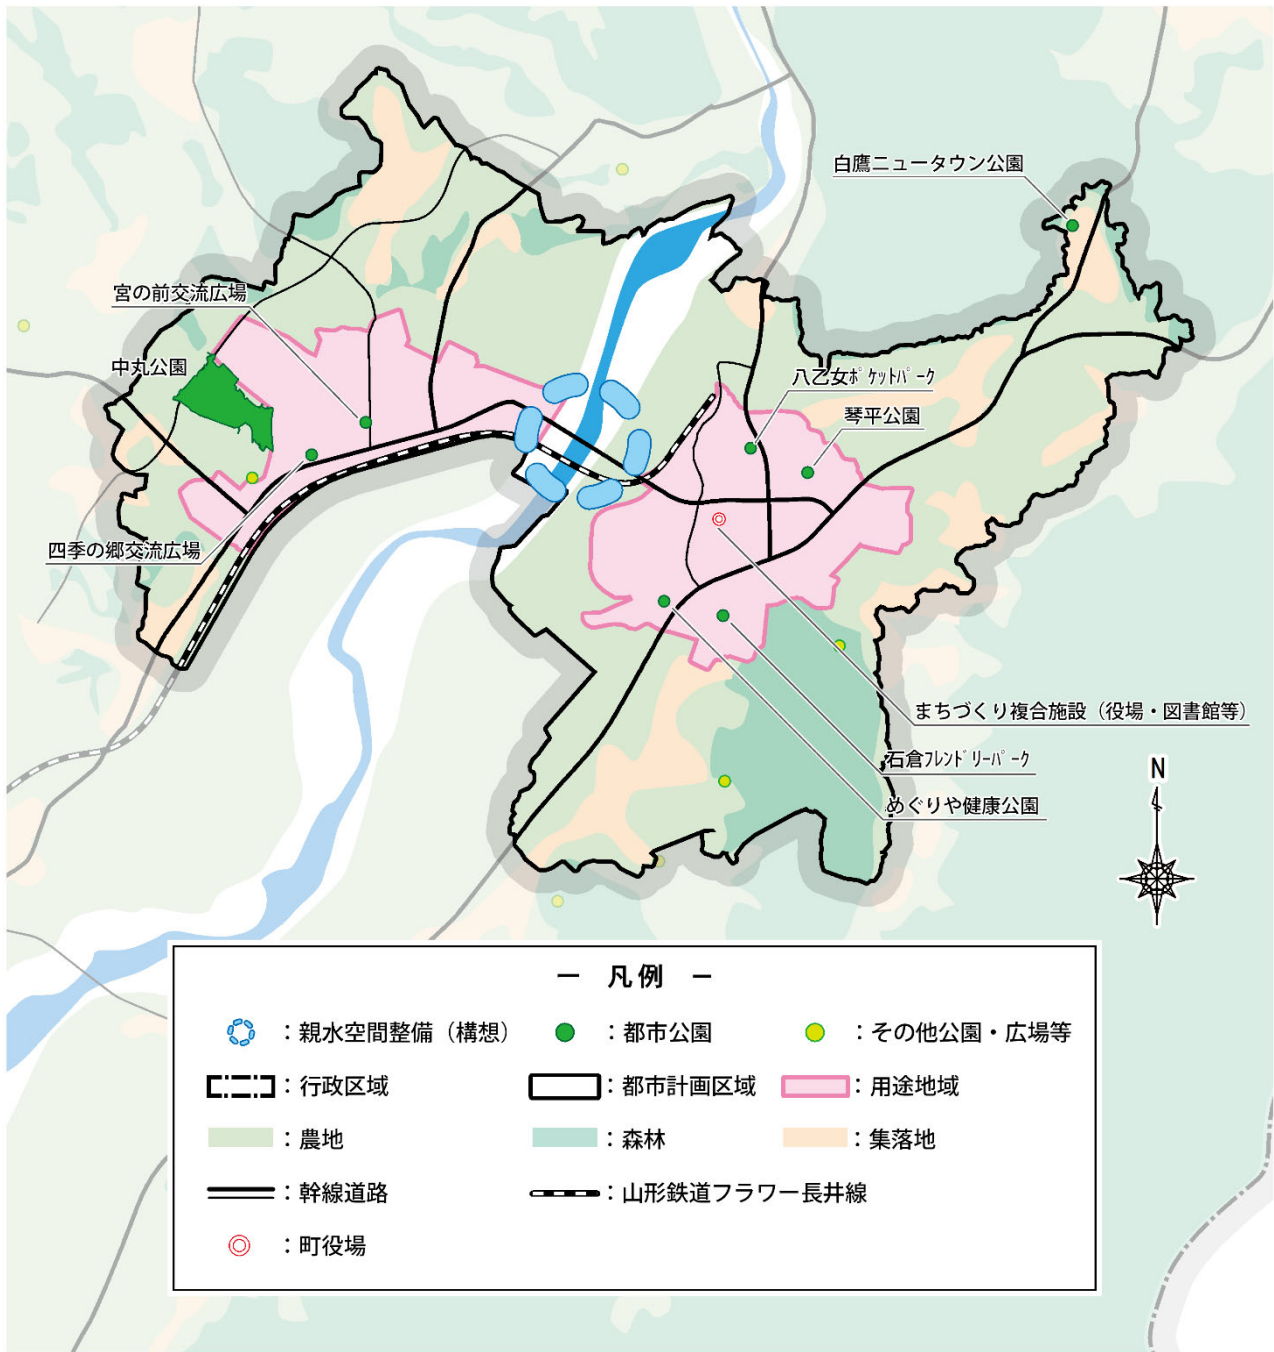 白鷹ニュータウン公園
宮の前交流広場
中丸公園
八乙女ﾎﾟｹｯﾄﾊﾟｰｸ
琴平公園
四季の郷交流広場
まちづくり複合施設（役場・図書館等）
石倉ﾌﾚﾝﾄﾞﾘｰﾊﾟｰｸ
めぐりや健康公園
N
― 凡例 ―
：親水空間整備（構想） ：都市公園 ：その他公園・広場等
：行政区域 ：都市計画区域 ：用途地域
：農地 ：森林 ：集落地
：幹線道路 ：山形鉄道フラワー長井線
：町役場